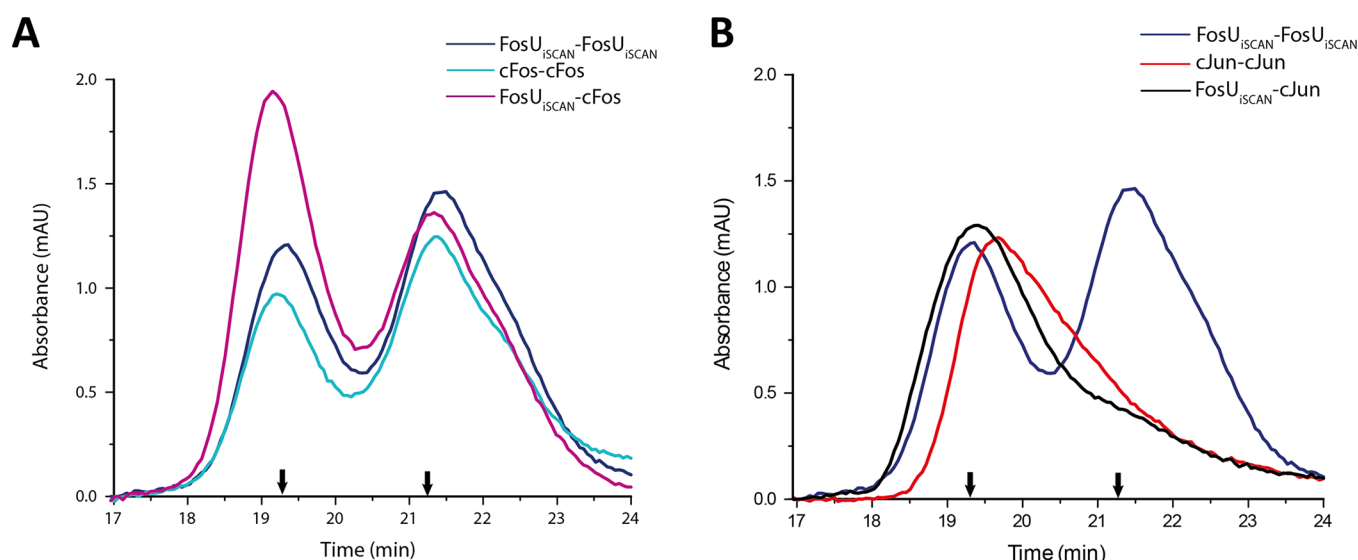 A
FosUiSCAN-FosUiSCAN
cFos-cFos
FosUiSCAN-cFos
2.0
1.5
1.0
0.5
0.0
Absorbance (mAU)
17 18 19 20 21 22 23 24
Time (min)
B
FosUiSCAN-FosUiSCAN
cJun-cJun
FosUiSCAN-cJun
2.0
1.5
1.0
0.5
0.0
Absorbance (mAU)
17 18 19 20 21 22 23 24
Time (min)